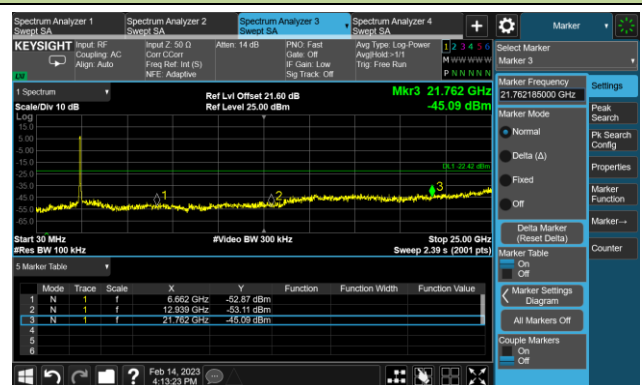 Spectrum Analyzer 1
Swept SA
Spectrum Analyzer 2
Swept SA
Spectrum Analyzer 3
Swept SA
Spectrum Analyzer 4
Swept SA
+
Marker
KEYSIGHT
Input: RF
Coupling: AC
Align: Auto
Input Z: 50 Ω
Corr CCorr
Freq Ref: Int (S)
NFE: Adaptive
Atten: 14 dB
PNO: Fast
Gate: Off
IF Gain: Low
Sig Track: Off
Avg Type: Log-Power
Avg|Hold:>1/1
Trig: Free Run
1 2 3 4 5 6
M W W W W W
P N N N N N
LVI
1 Spectrum
Scale/Div 10 dB
Log
Ref Lvl Offset 21.60 dB
Ref Level 25.00 dBm
Mkr3 21.762 GHz
-45.09 dBm
15.0
5.00
-5.00
-15.0
-25.0
-35.0
-45.0
-55.0
-65.0
DL1 -22.42 dBm
1
2
3
Start 30 MHz
#Res BW 100 kHz
#Video BW 300 kHz
Stop 25.00 GHz
Sweep 2.39 s (2001 pts)
5 Marker Table
Mode Trace Scale X Y Function Function Width Function Value
1 N 1 f 6.662 GHz -52.87 dBm
2 N 1 f 12.939 GHz -53.11 dBm
3 N 1 f 21.762 GHz -45.09 dBm
4
5
6
Select Marker
Marker 3
Marker Frequency
21.762185000 GHz
Marker Mode
Normal
Delta (Δ)
Fixed
Off
Delta Marker
(Reset Delta)
Marker Table
On
Off
Marker Settings
Diagram
All Markers Off
Couple Markers
On
Off
Settings
Peak
Search
Pk Search
Config
Properties
Marker
Function
Marker→
Counter
?
Feb 14, 2023
4:13:23 PM